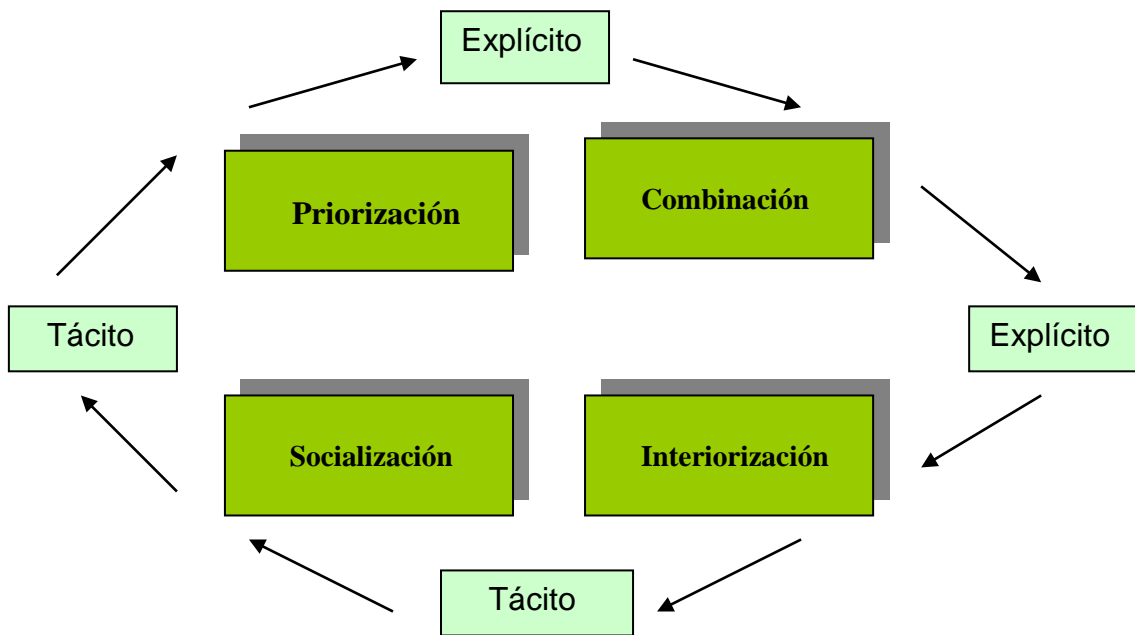 Explícito
Priorización
Combinación
Tácito
Explícito
Socialización
Interiorización
Tácito